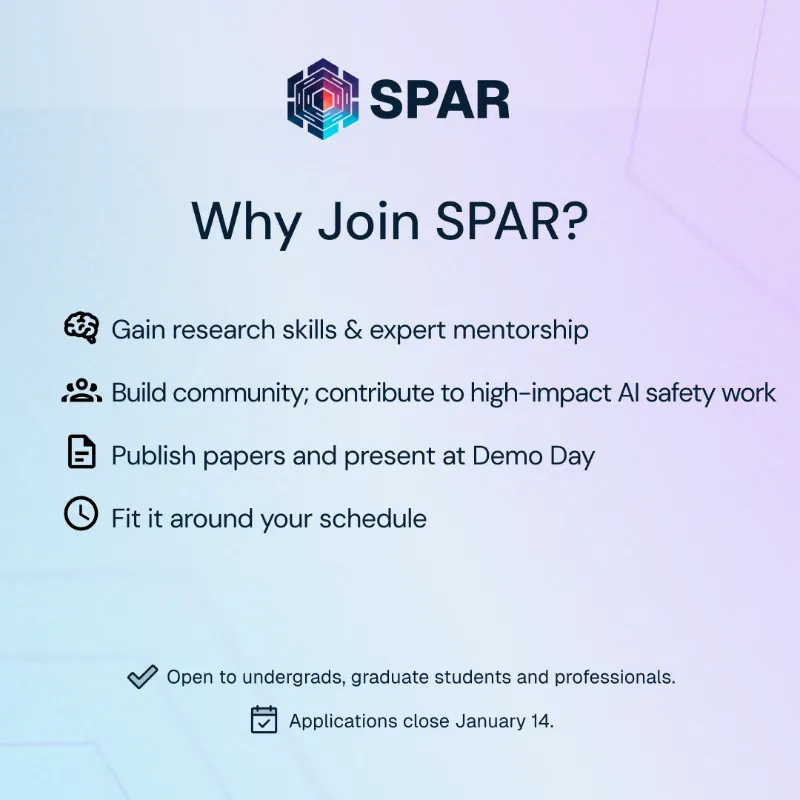 SPAR
Why Join SPAR?
Gain research skills & expert mentorship
Build community; contribute to high-impact AI safety work
Publish papers and present at Demo Day
Fit it around your schedule
Open to undergrads, graduate students and professionals.
Applications close January 14.